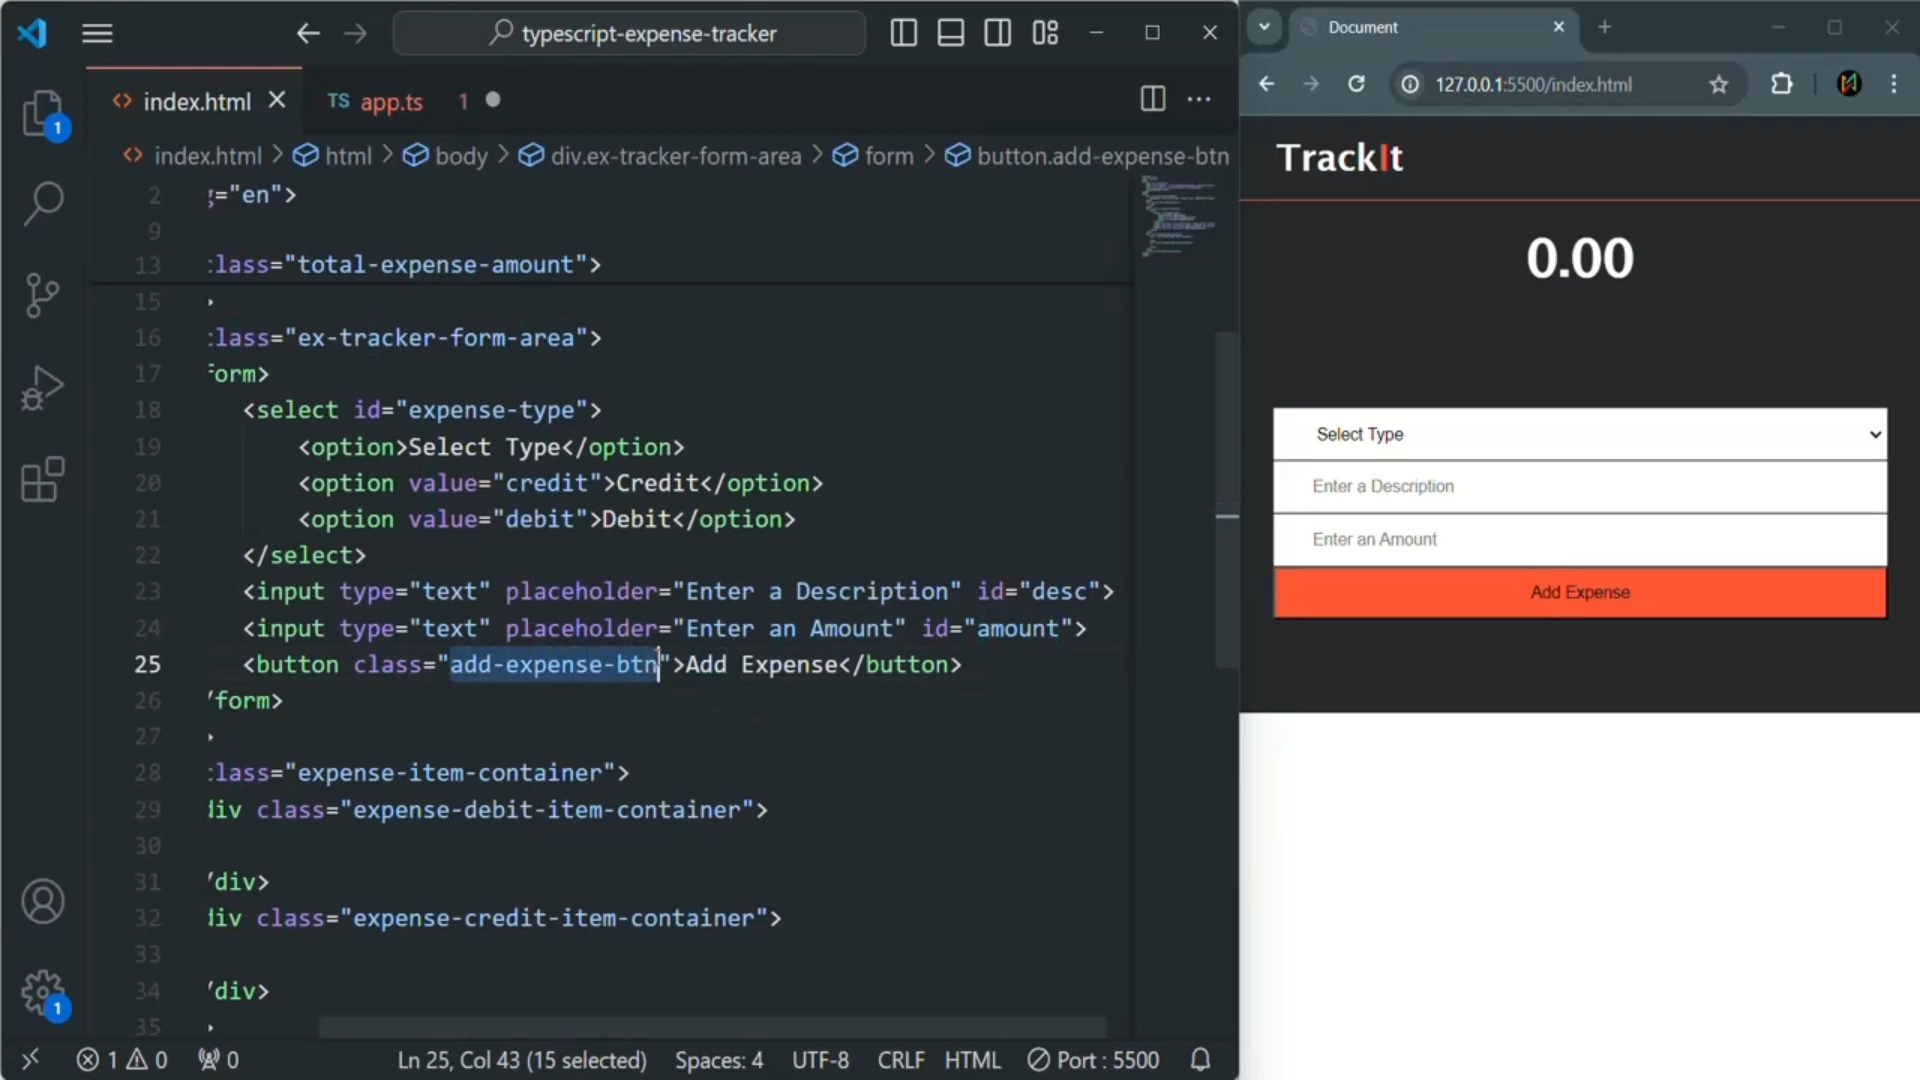 typescript-expense-tracker
index.html
TS app.ts 1
index.html > html > body > div.ex-tracker-form-area > form > button.add-expense-btn
2 ="en">
9
13 lass="total-expense-amount">
15
16 lass="ex-tracker-form-area">
17 orm>
18 <select id="expense-type">
19 <option>Select Type</option>
20 <option value="credit">Credit</option>
21 <option value="debit">Debit</option>
22 </select>
23 <input type="text" placeholder="Enter a Description" id="desc">
24 <input type="text" placeholder="Enter an Amount" id="amount">
25 <button class="add-expense-btn">Add Expense</button>
26 form>
27
28 lass="expense-item-container">
29 div class="expense-debit-item-container">
30
31 div>
32 div class="expense-credit-item-container">
33
34 div>
35
1
1
1 0 0 Ln 25, Col 43 (15 selected) Spaces: 4 UTF-8 CRLF HTML Port : 5500
Document
127.0.0.1:5500/index.html
TrackIt
0.00
Select Type
Enter a Description
Enter an Amount
Add Expense